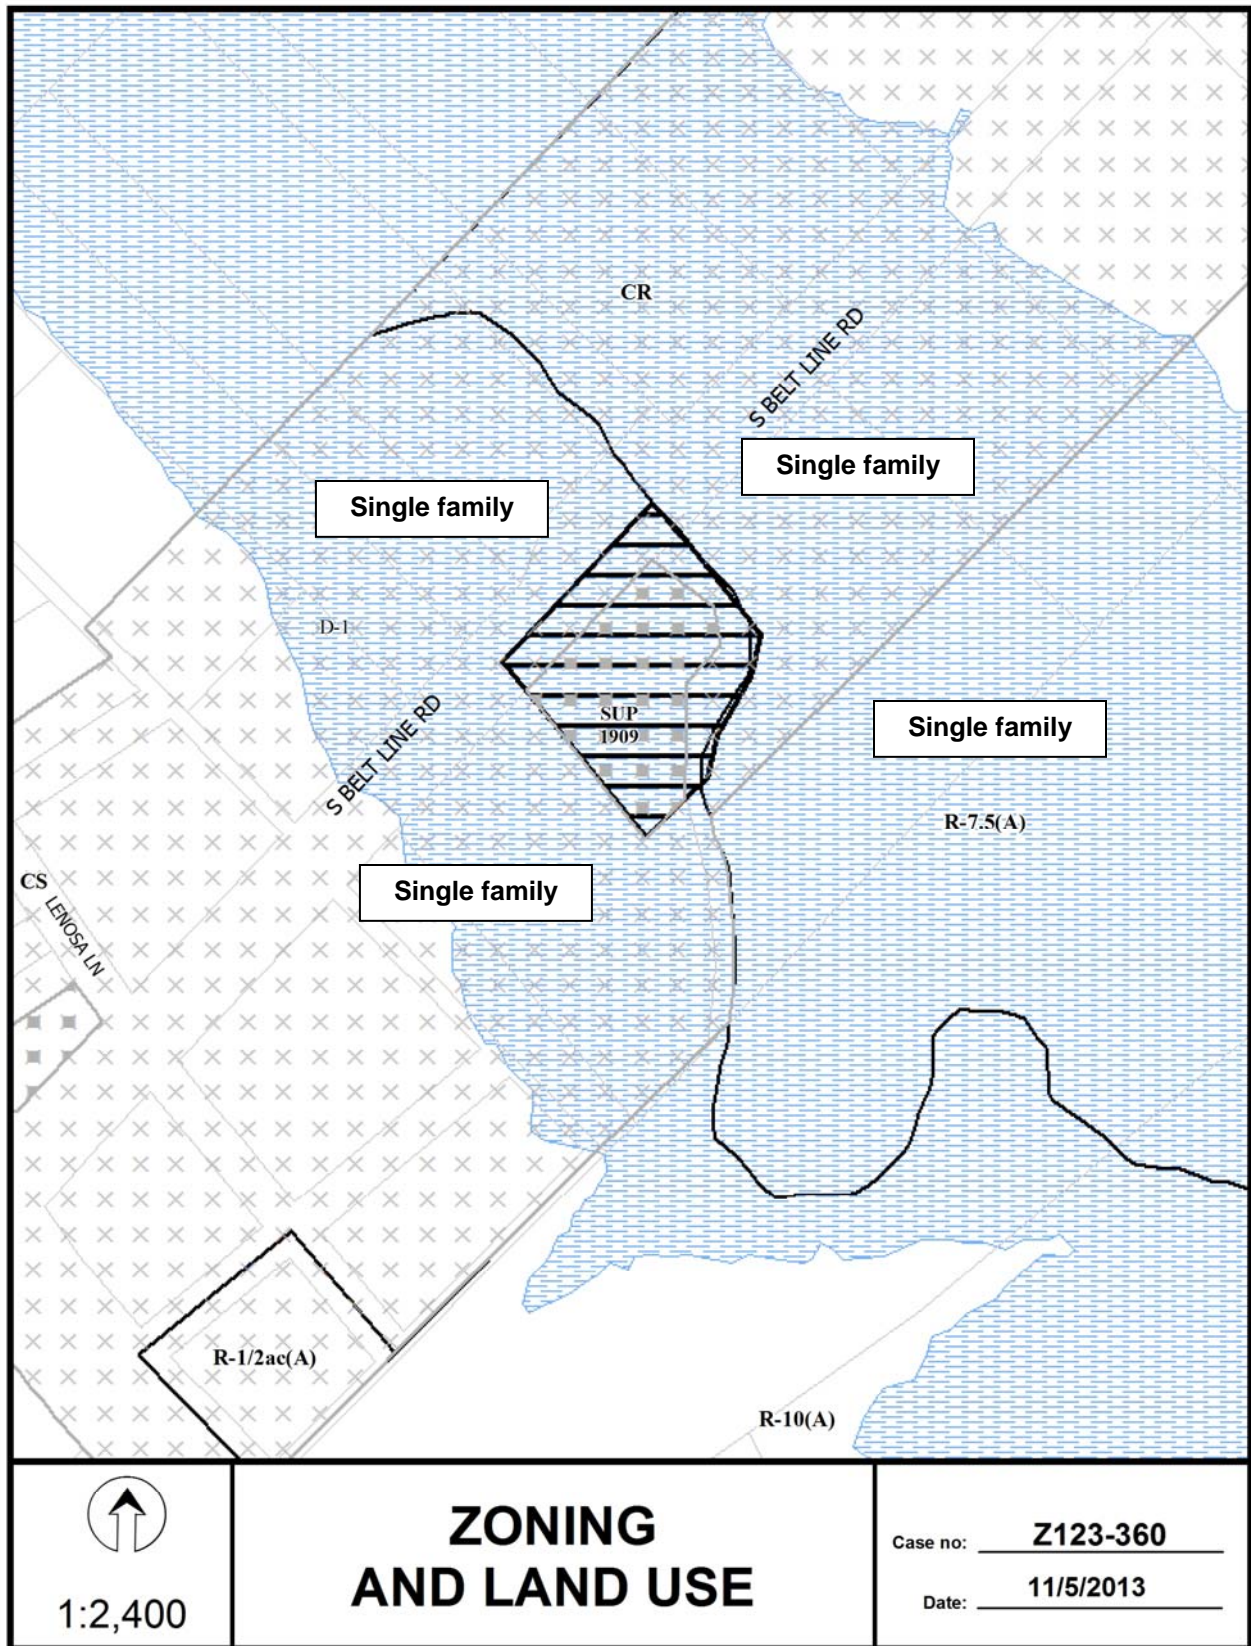 CR
S BELT LINE RD
Single family
Single family
D-1
SUP
1909
S BELT LINE RD
Single family
R-7.5(A)
CS
Single family
LENOSA LN
R-1/2ac(A)
R-10(A)
1:2,400
ZONING
AND LAND USE
Case no: Z123-360
Date: 11/5/2013